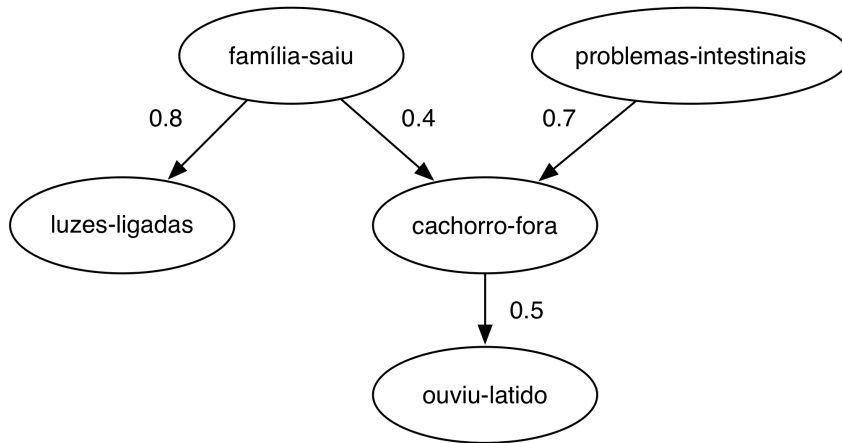 família-saiu
problemas-intestinais
0.8
0.4
0.7
luzes-ligadas
cachorro-fora
0.5
ouviu-latido